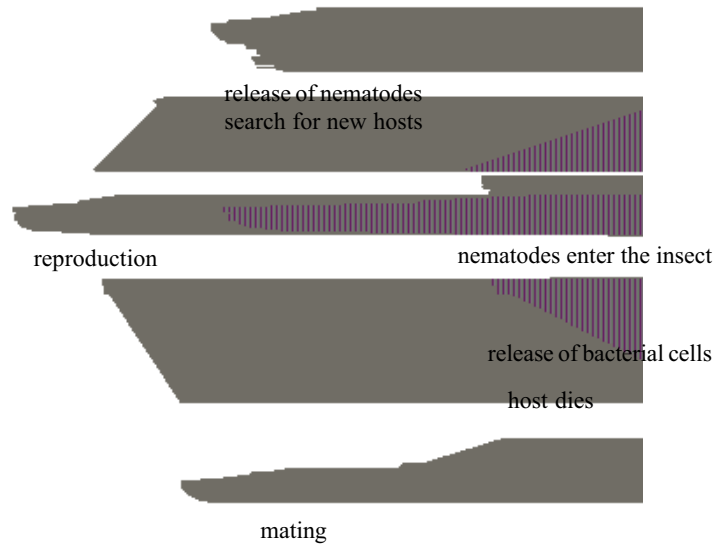 release of nematodes
search for new hosts
reproduction
nematodes enter the insect
release of bacterial cells
host dies
mating